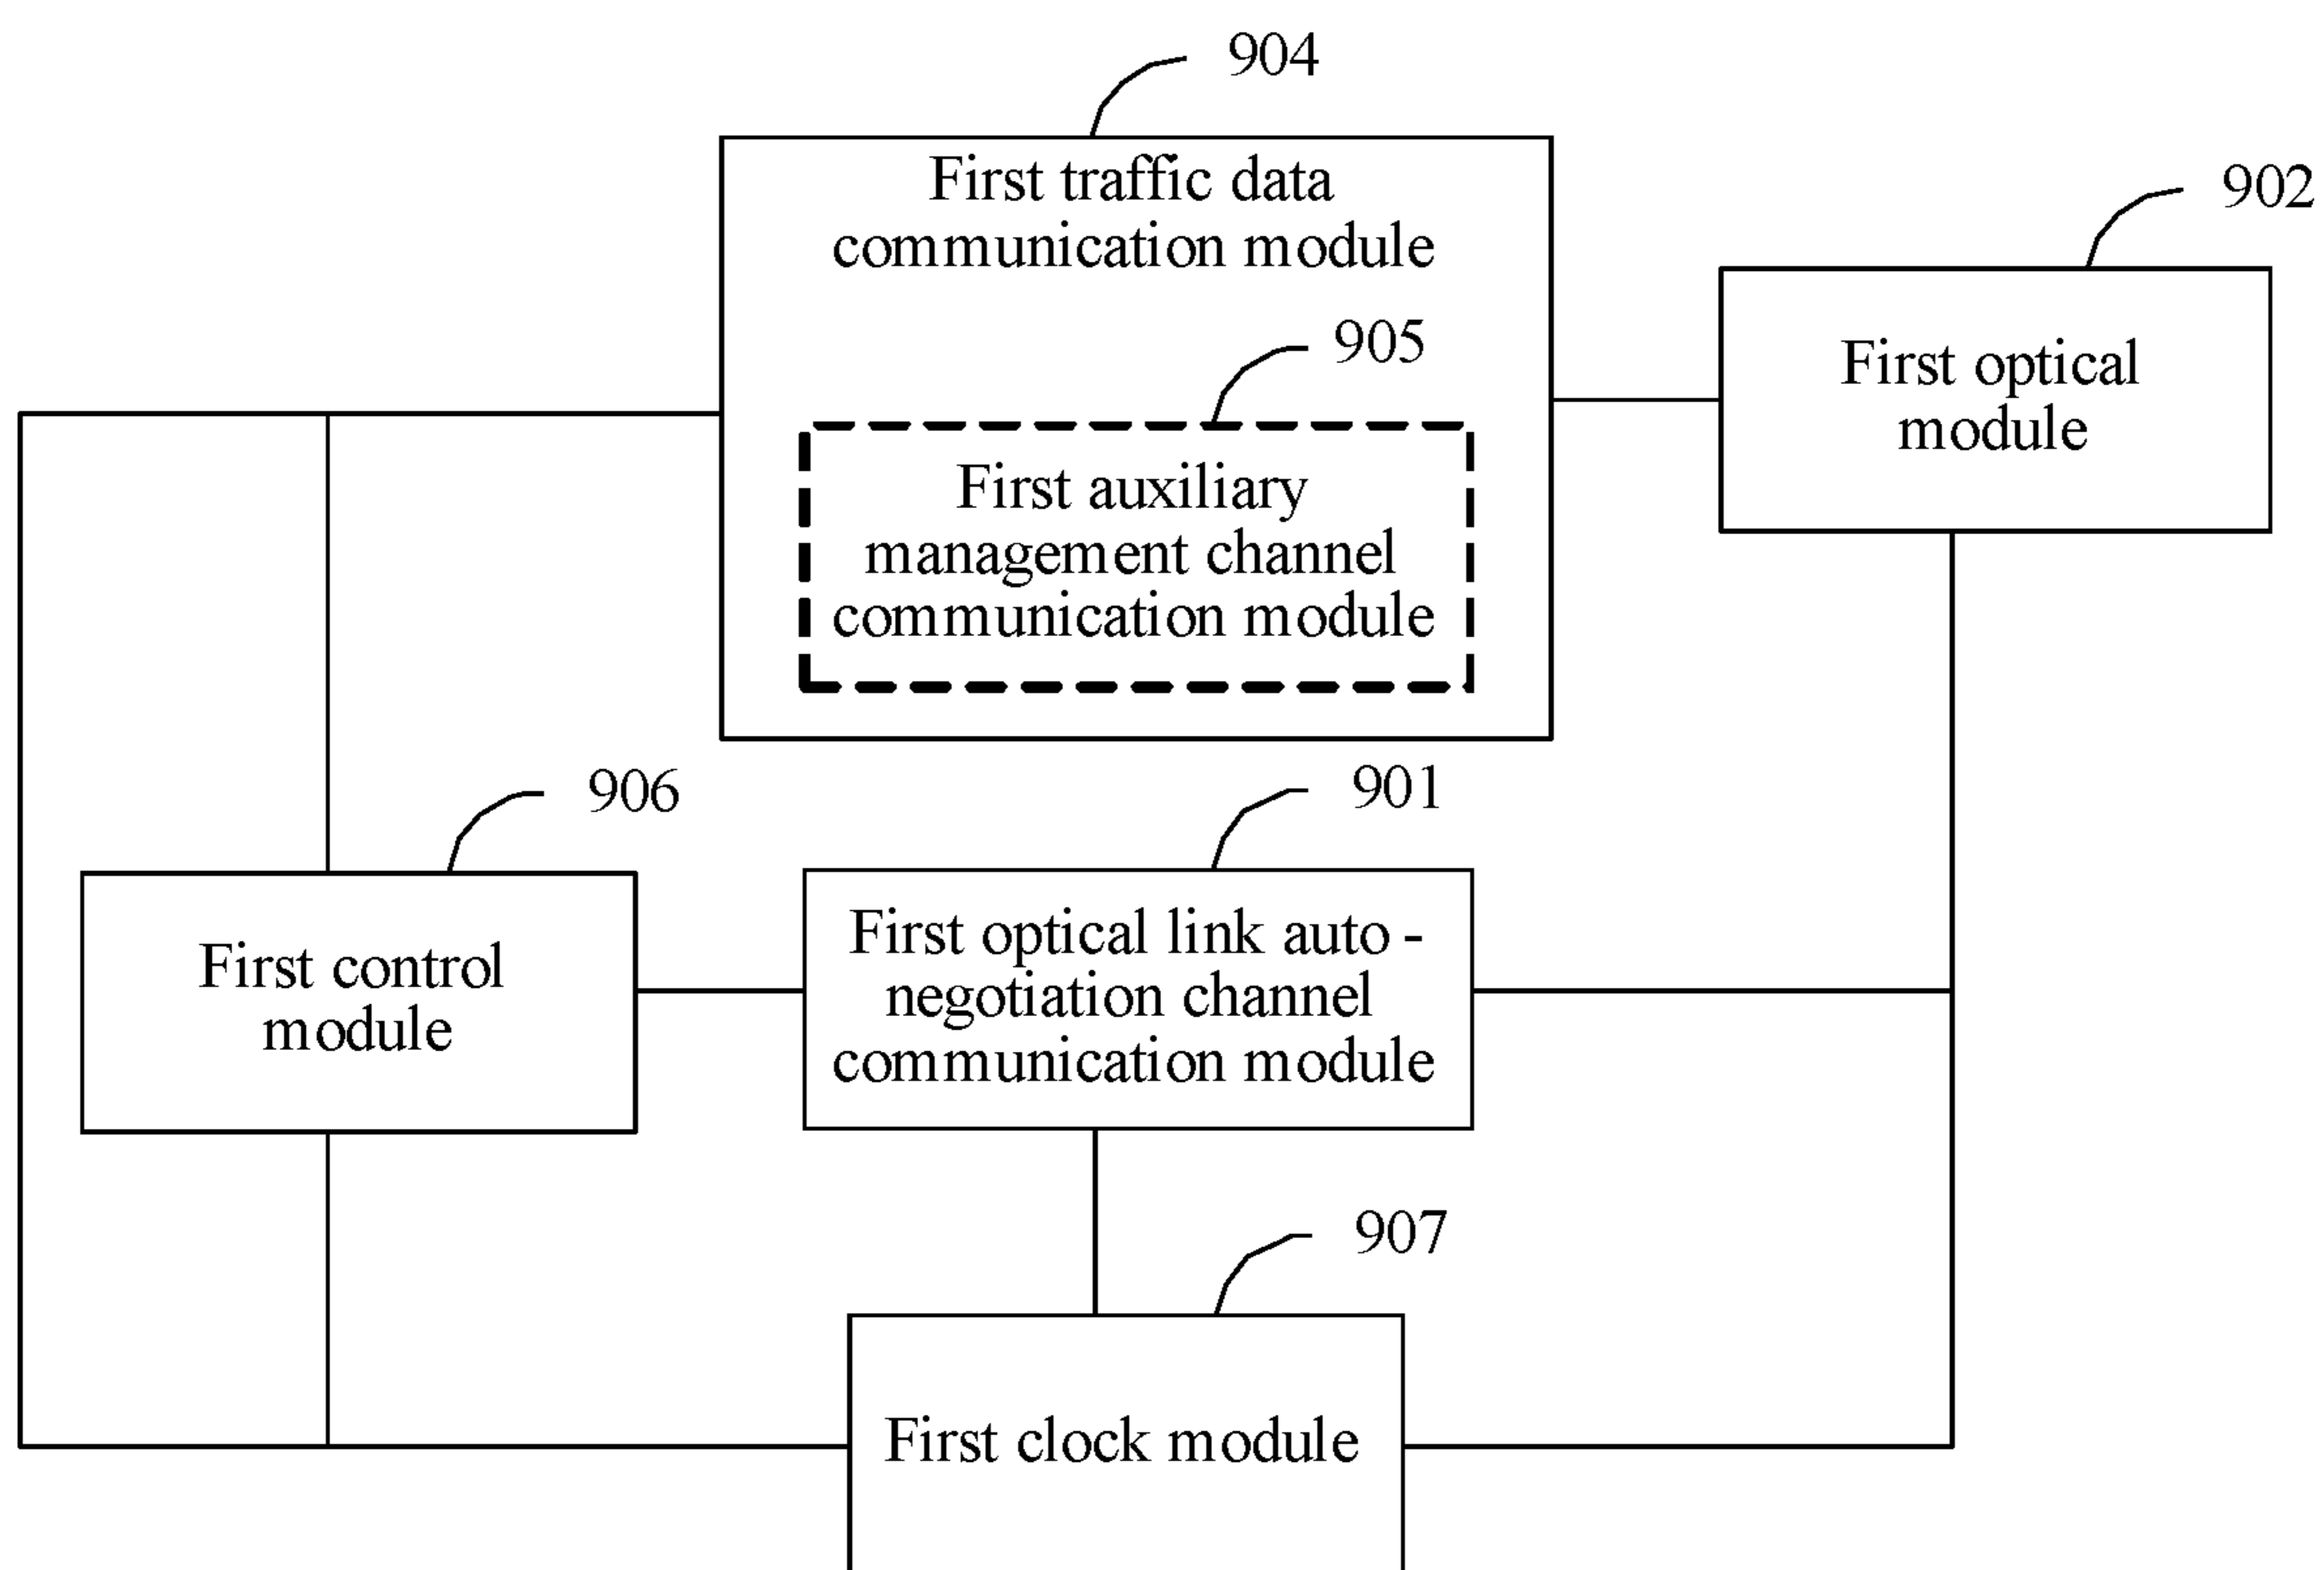 904
First traffic data
communication module
902
905
First optical
module
First auxiliary
management channel
communication module
906
901
First control
module
First optical link auto -
negotiation channel
communication module
907
First clock module